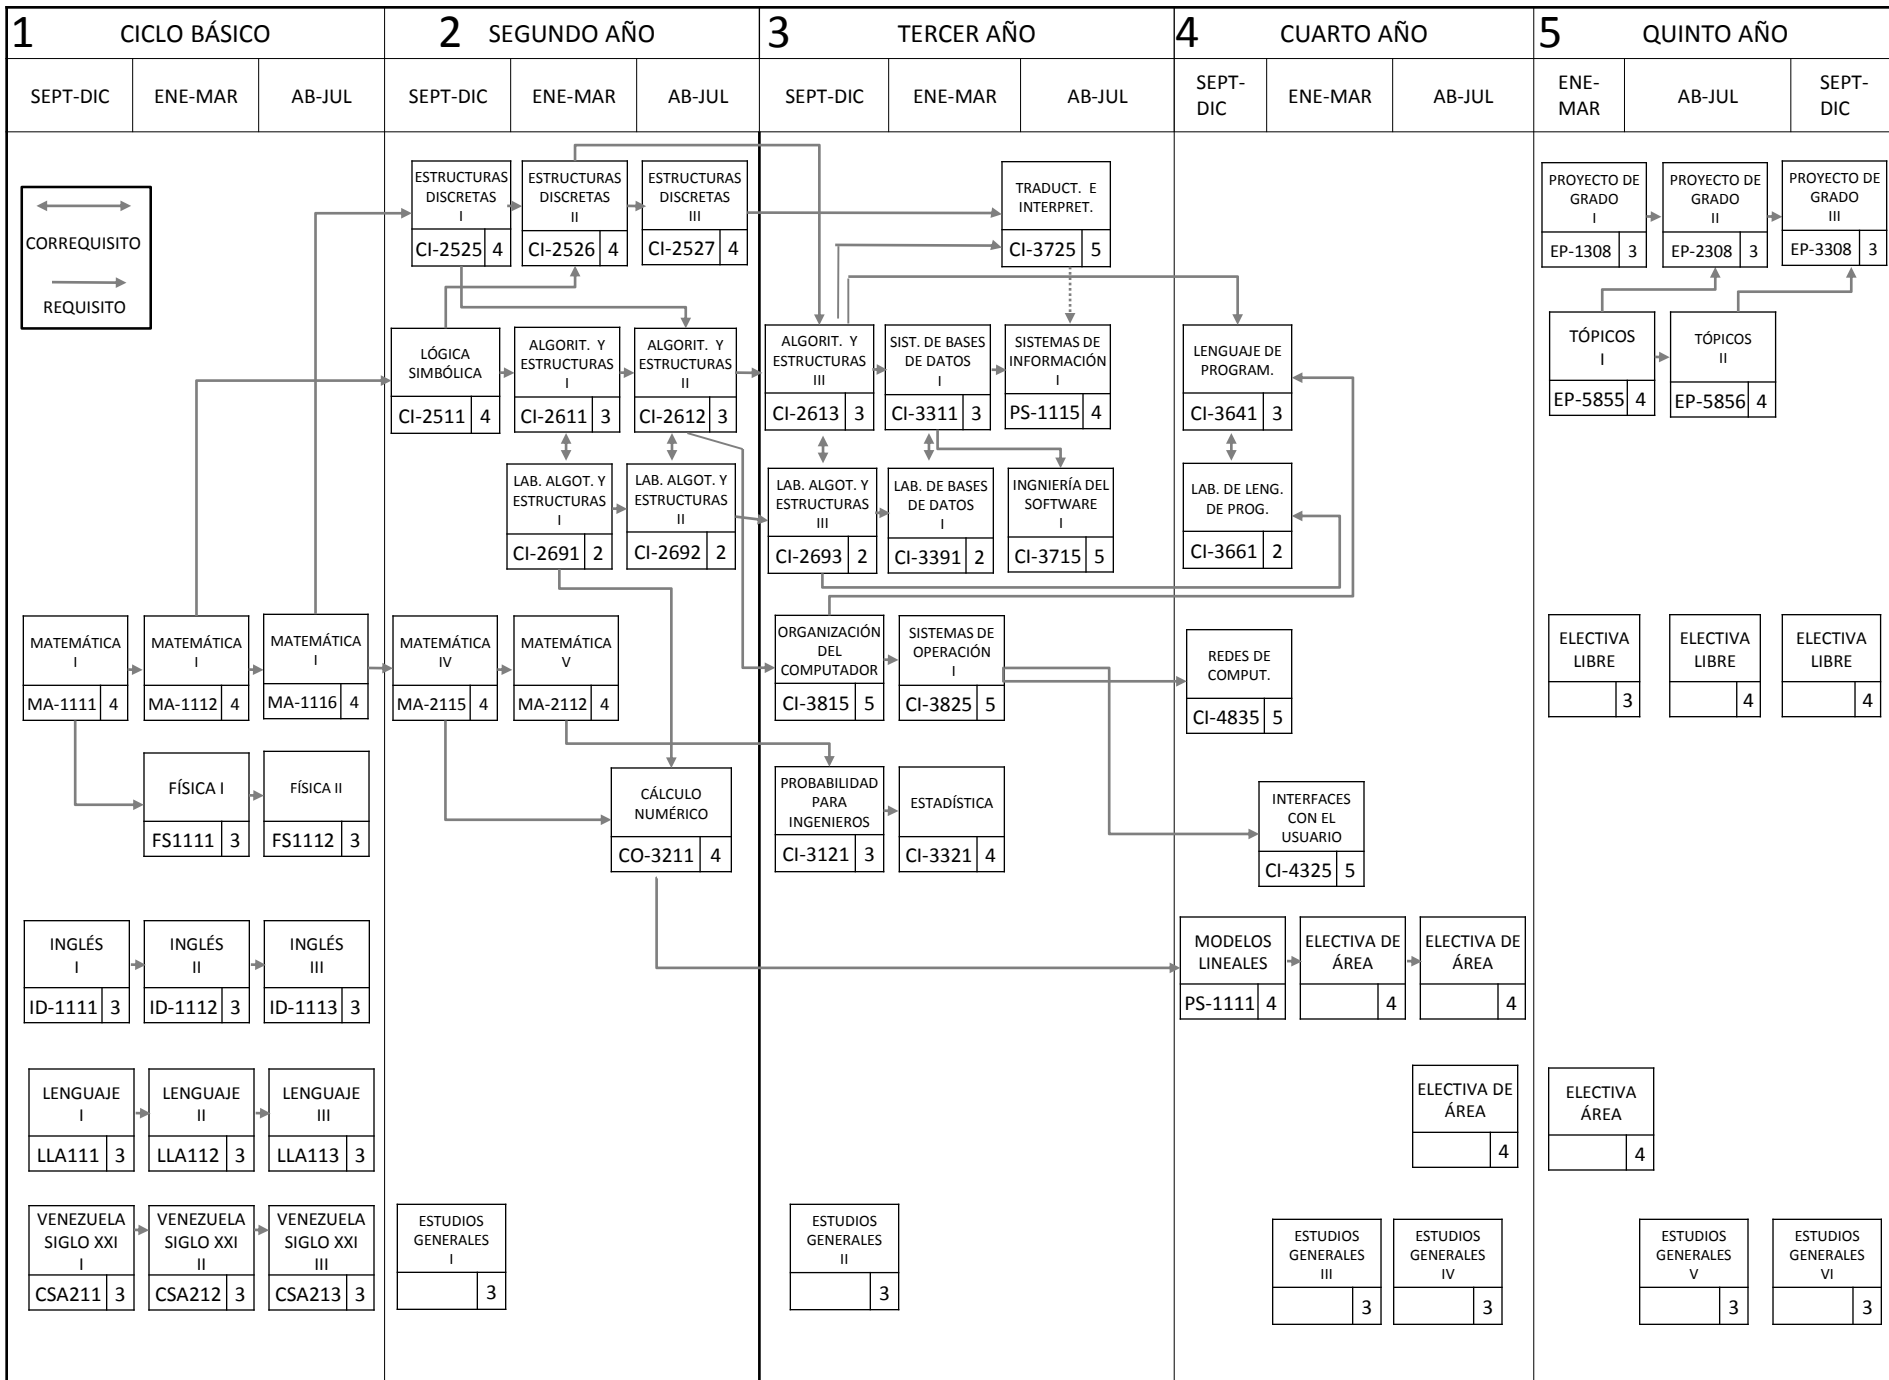 1 CICLO BÁSICO
2 SEGUNDO AÑO
3 TERCER AÑO
4 CUARTO AÑO
5 QUINTO AÑO
SEPT-DIC
ENE-MAR
AB-JUL
SEPT-DIC
ENE-MAR
AB-JUL
SEPT-DIC
ENE-MAR
AB-JUL
SEPT-
DIC
ENE-MAR
AB-JUL
ENE-
MAR
AB-JUL
SEPT-
DIC
CORREQUISITO
REQUISITO
ESTRUCTURAS
DISCRETAS
I
CI-2525 4
ESTRUCTURAS
DISCRETAS
II
CI-2526 4
ESTRUCTURAS
DISCRETAS
III
CI-2527 4
TRADUCT. E
INTERPRET.
CI-3725 5
PROYECTO DE
GRADO
I
EP-1308 3
PROYECTO DE
GRADO
II
EP-2308 3
PROYECTO DE
GRADO
III
EP-3308 3
LÓGICA
SIMBÓLICA
CI-2511 4
ALGORIT. Y
ESTRUCTURAS
I
CI-2611 3
ALGORIT. Y
ESTRUCTURAS
II
CI-2612 3
ALGORIT. Y
ESTRUCTURAS
III
CI-2613 3
SIST. DE BASES
DE DATOS
I
CI-3311 3
SISTEMAS DE
INFORMACIÓN
I
PS-1115 4
LENGUAJE DE
PROGRAM.
CI-3641 3
TÓPICOS
I
EP-5855 4
TÓPICOS
II
EP-5856 4
LAB. ALGOT. Y
ESTRUCTURAS
I
CI-2691 2
LAB. ALGOT. Y
ESTRUCTURAS
II
CI-2692 2
LAB. ALGOT. Y
ESTRUCTURAS
III
CI-2693 2
LAB. DE BASES
DE DATOS
I
CI-3391 2
INGNIERÍA DEL
SOFTWARE
I
CI-3715 5
LAB. DE LENG.
DE PROG.
CI-3661 2
MATEMÁTICA
I
MA-1111 4
MATEMÁTICA
I
MA-1112 4
MATEMÁTICA
I
MA-1116 4
MATEMÁTICA
IV
MA-2115 4
MATEMÁTICA
V
MA-2112 4
ORGANIZACIÓN
DEL
COMPUTADOR
CI-3815 5
SISTEMAS DE
OPERACIÓN
I
CI-3825 5
REDES DE
COMPUT.
CI-4835 5
ELECTIVA
LIBRE
3
ELECTIVA
LIBRE
4
ELECTIVA
LIBRE
4
FÍSICA I
FS1111 3
FÍSICA II
FS1112 3
CÁLCULO
NUMÉRICO
CO-3211 4
PROBABILIDAD
PARA
INGENIEROS
CI-3121 3
ESTADÍSTICA
CI-3321 4
INTERFACES
CON EL
USUARIO
CI-4325 5
INGLÉS
I
ID-1111 3
INGLÉS
II
ID-1112 3
INGLÉS
III
ID-1113 3
MODELOS
LINEALES
PS-1111 4
ELECTIVA DE
ÁREA
4
ELECTIVA DE
ÁREA
4
LENGUAJE
I
LLA111 3
LENGUAJE
II
LLA112 3
LENGUAJE
III
LLA113 3
ELECTIVA DE
ÁREA
4
ELECTIVA
ÁREA
4
VENEZUELA
SIGLO XXI
I
CSA211 3
VENEZUELA
SIGLO XXI
II
CSA212 3
VENEZUELA
SIGLO XXI
III
CSA213 3
ESTUDIOS
GENERALES
I
3
ESTUDIOS
GENERALES
II
3
ESTUDIOS
GENERALES
III
3
ESTUDIOS
GENERALES
IV
3
ESTUDIOS
GENERALES
V
3
ESTUDIOS
GENERALES
VI
3